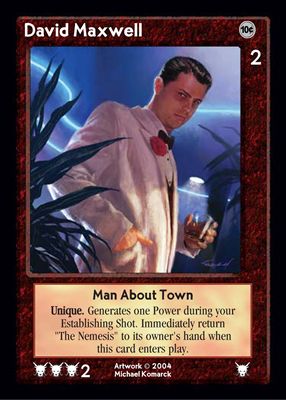 David Maxwell
10¢
2
Man About Town
Unique. Generates one Power during your
Establishing Shot. Immediately return
"The Nemesis" to its owner's hand when
this card enters play.
2
Artwork © 2004
Michael Komarck